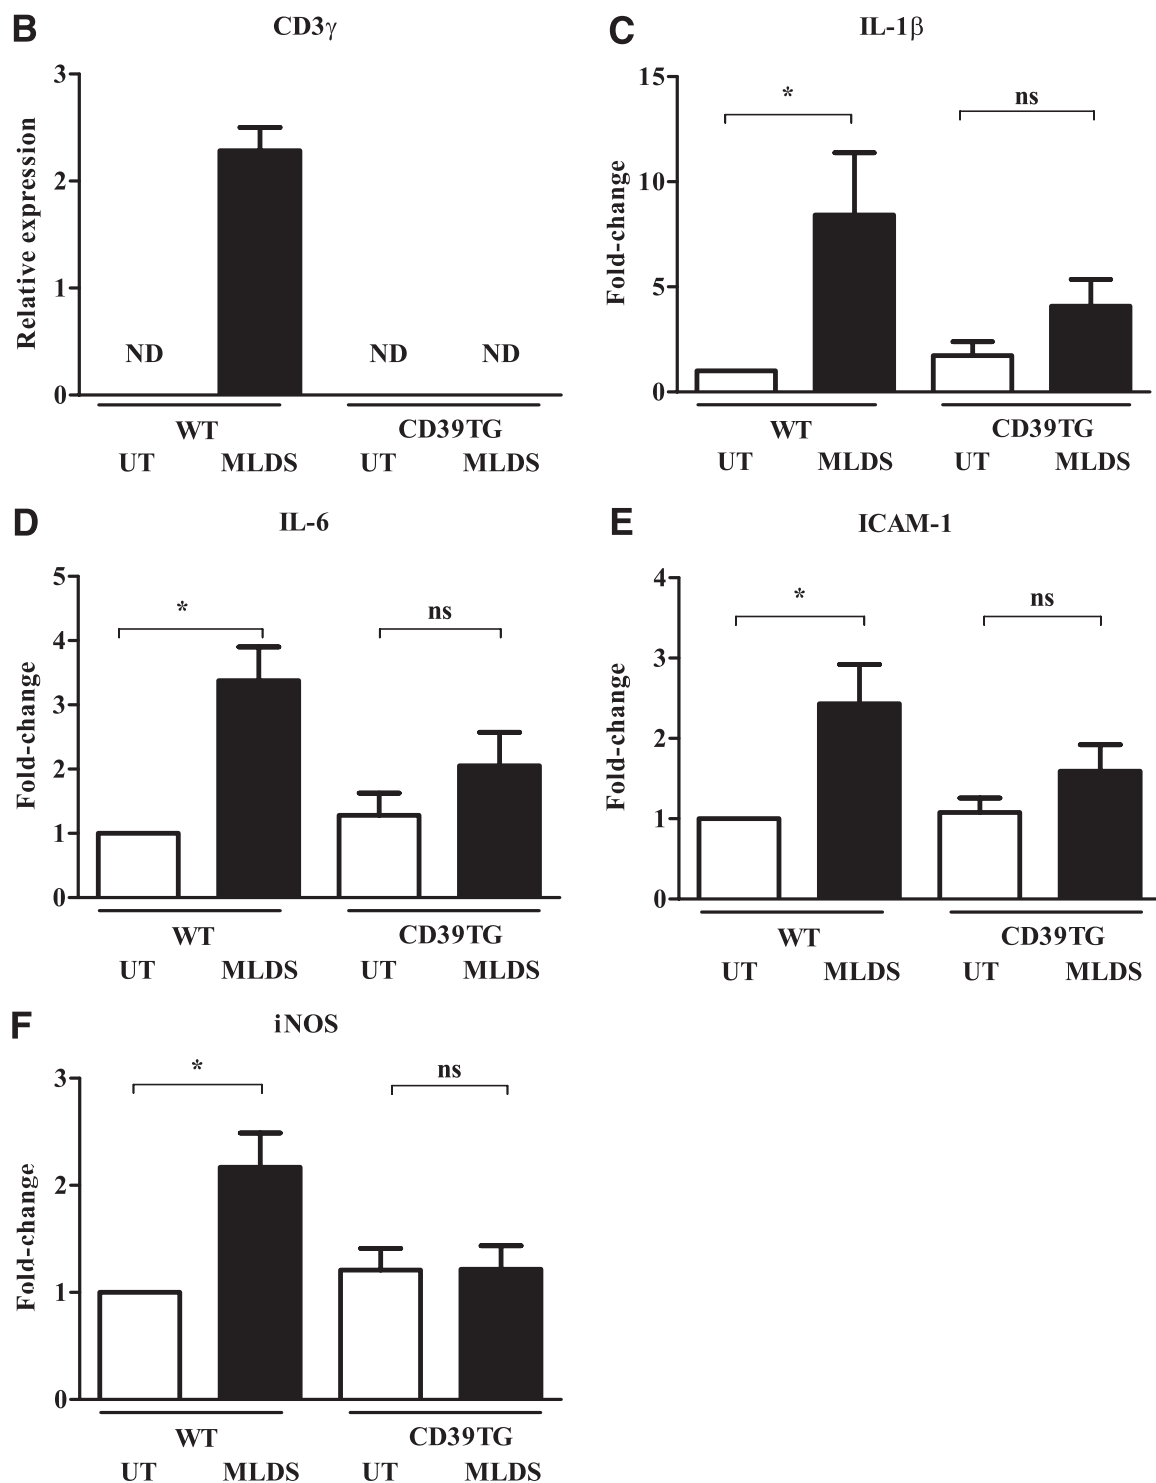 B
CD3γ
Relative expression
3
2
1
0
ND
ND
ND
WT
CD39TG
UT
MLDS
UT
MLDS
C
IL-1β
Fold-change
15
10
5
0
*
ns
WT
CD39TG
UT
MLDS
UT
MLDS
D
IL-6
Fold-change
5
4
3
2
1
0
*
ns
WT
CD39TG
UT
MLDS
UT
MLDS
E
ICAM-1
Fold-change
4
3
2
1
0
*
ns
WT
CD39TG
UT
MLDS
UT
MLDS
F
iNOS
Fold-change
3
2
1
0
*
ns
WT
CD39TG
UT
MLDS
UT
MLDS